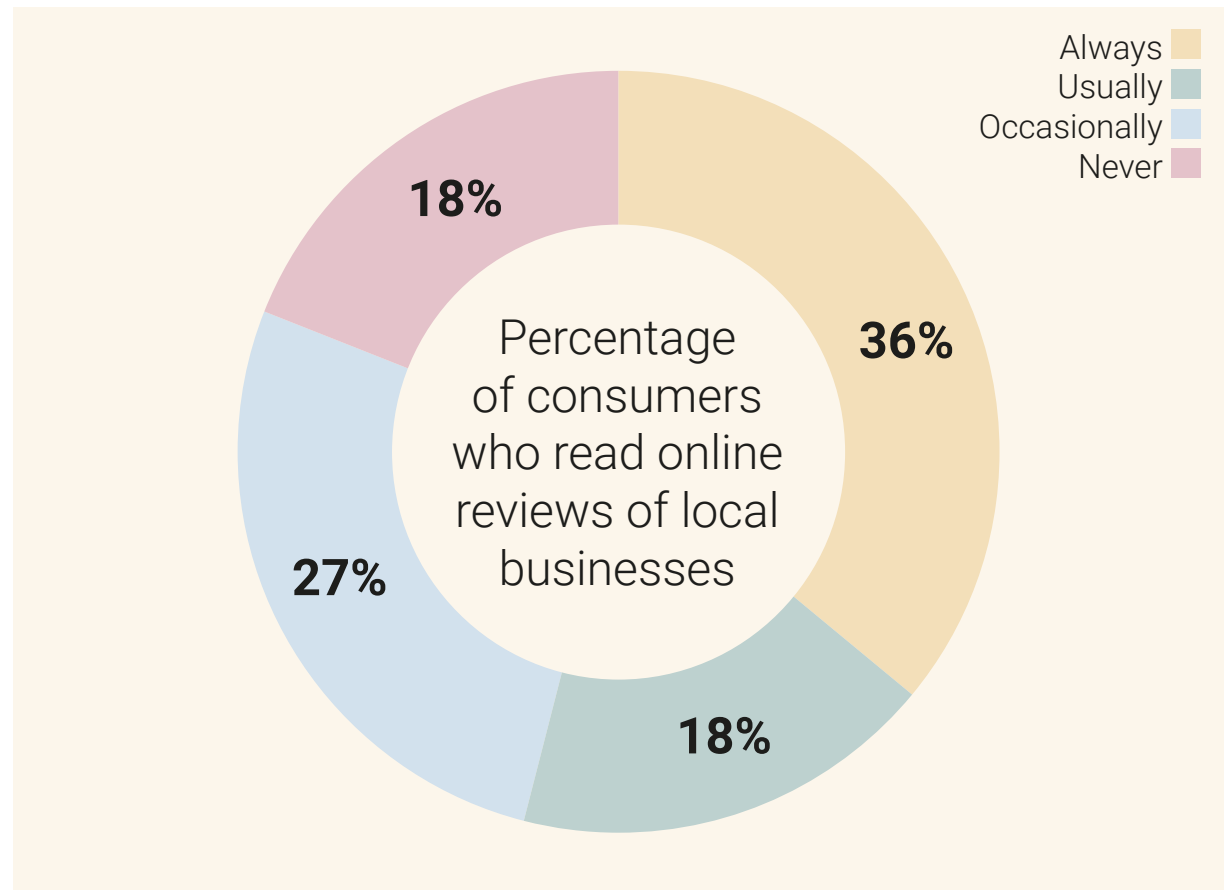 Always
Usually
Occasionally
Never
18%
36%
Percentage
of consumers
who read online
reviews of local
businesses
27%
18%